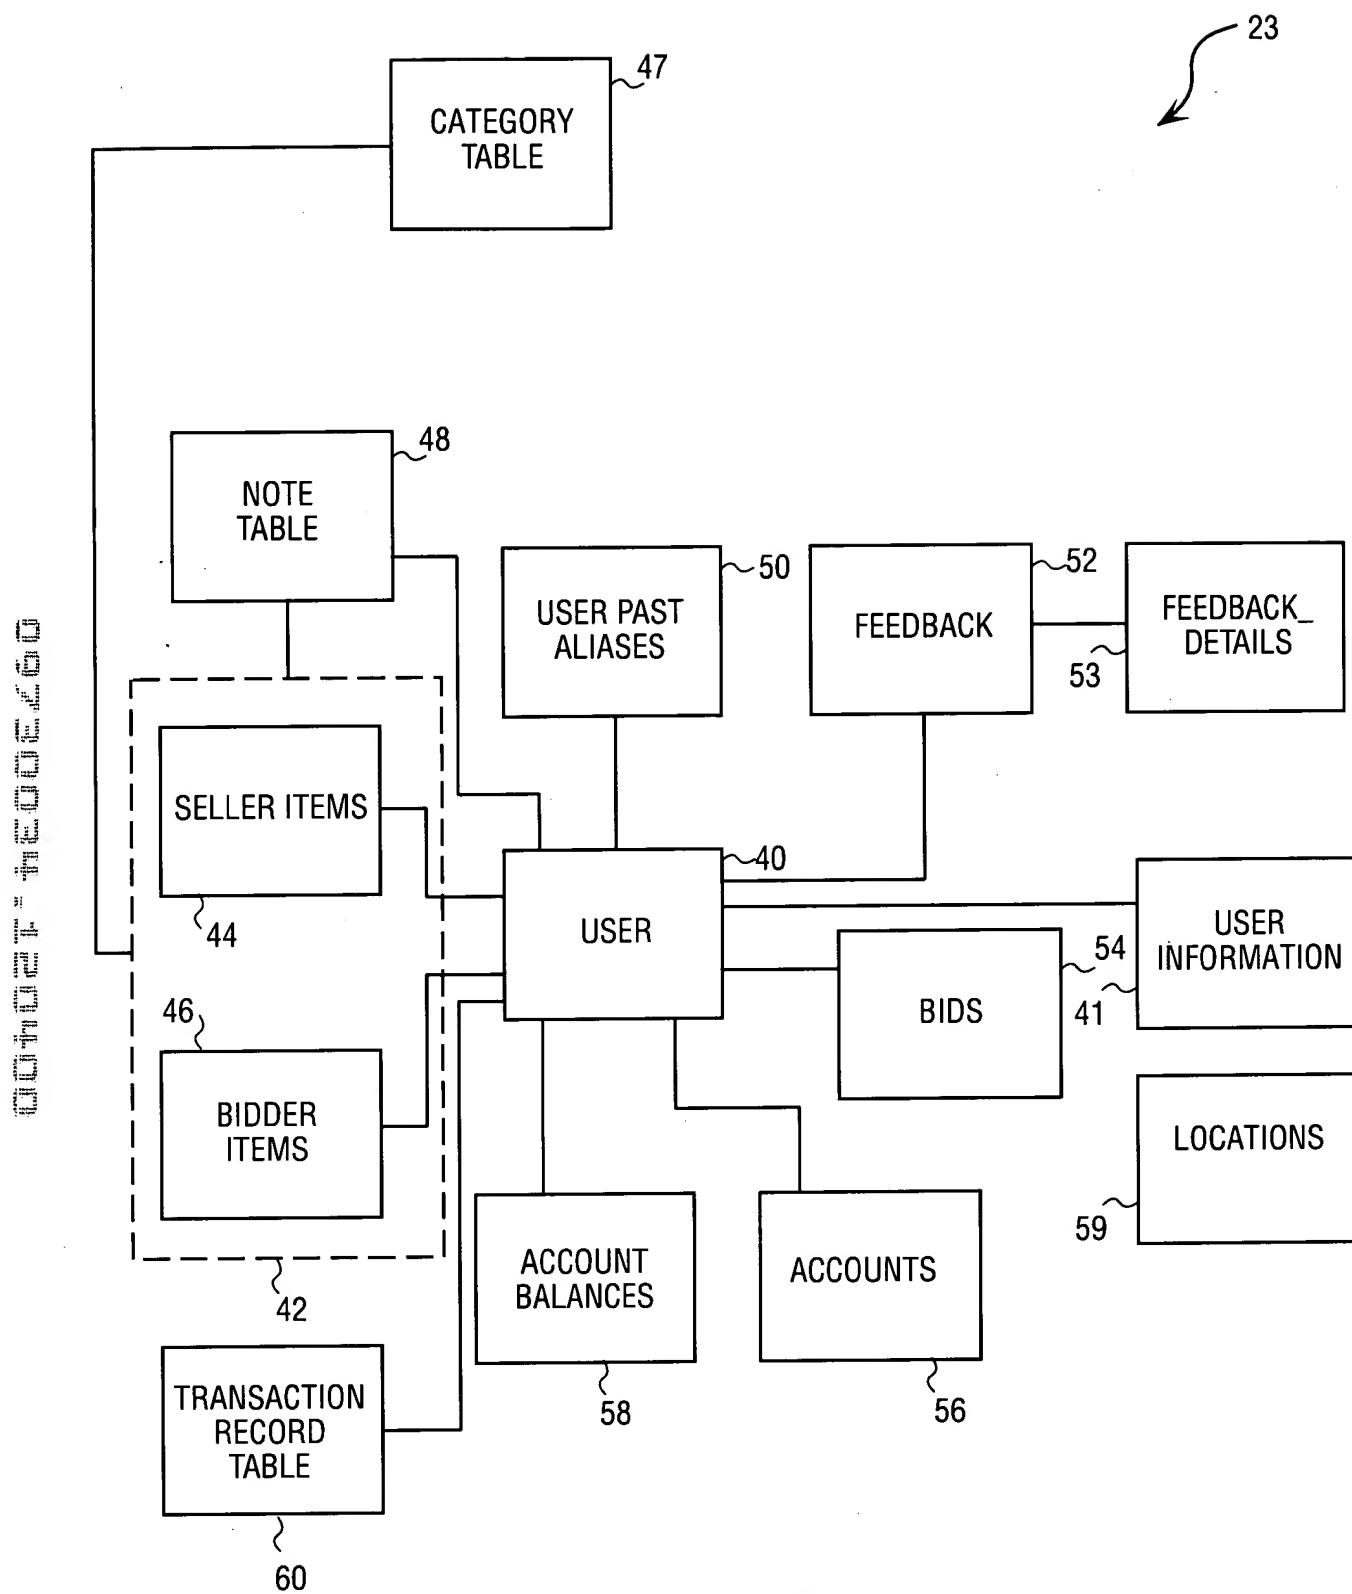 23
47
CATEGORY
TABLE
48
NOTE
TABLE
50
USER PAST
ALIASES
52
FEEDBACK
FEEDBACK_
DETAILS
53
SELLER ITEMS
44
40
USER
USER
INFORMATION
41
54
BIDS
46
BIDDER
ITEMS
42
LOCATIONS
59
ACCOUNT
BALANCES
58
ACCOUNTS
56
TRANSACTION
RECORD
TABLE
60